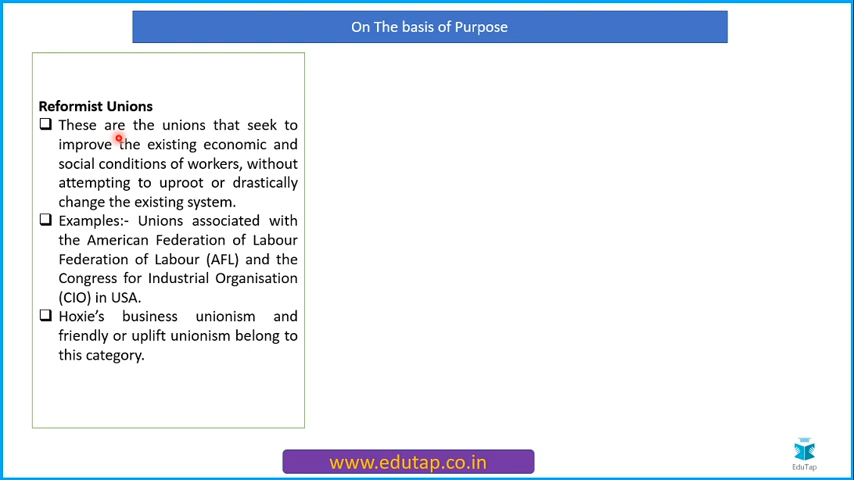 On The basis of Purpose
Reformist Unions
These are the unions that seek to
improve the existing economic and
social conditions of workers, without
attempting to uproot or drastically
change the existing system.
Examples:- Unions associated with
the American Federation of Labour
Federation of Labour (AFL) and the
Congress for Industrial Organisation
(CIO) in USA.
Hoxie's business unionism and
friendly or uplift unionism belong to
this category.
www.edutap.co.in
EduTap